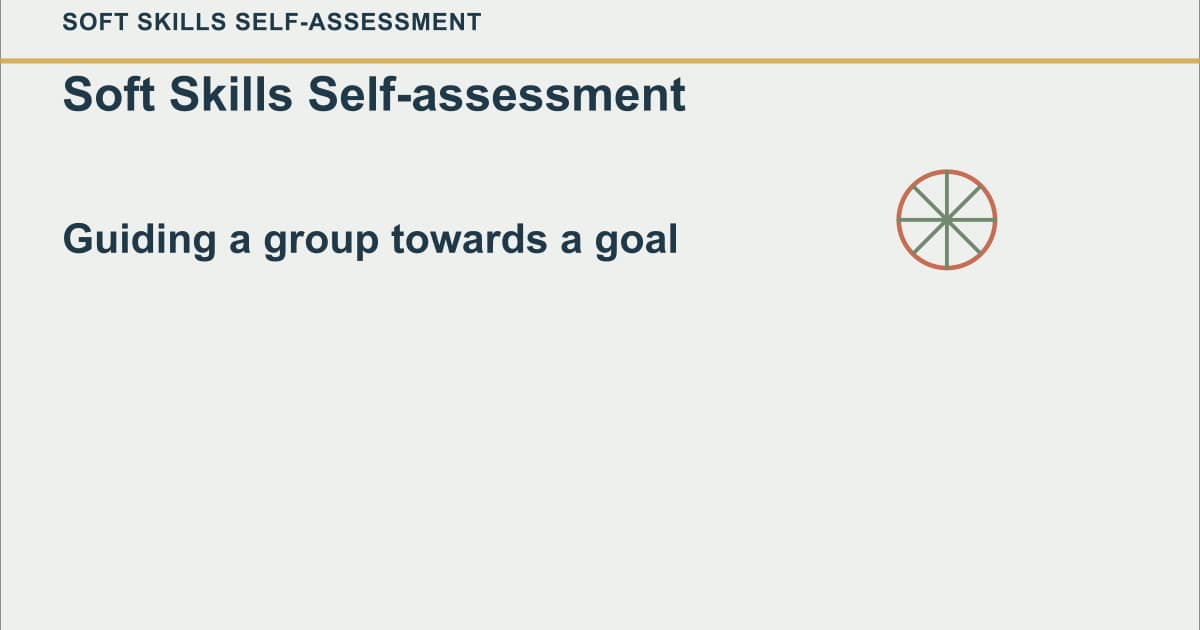 SOFT SKILLS SELF-ASSESSMENT
Soft Skills Self-assessment
Guiding a group towards a goal